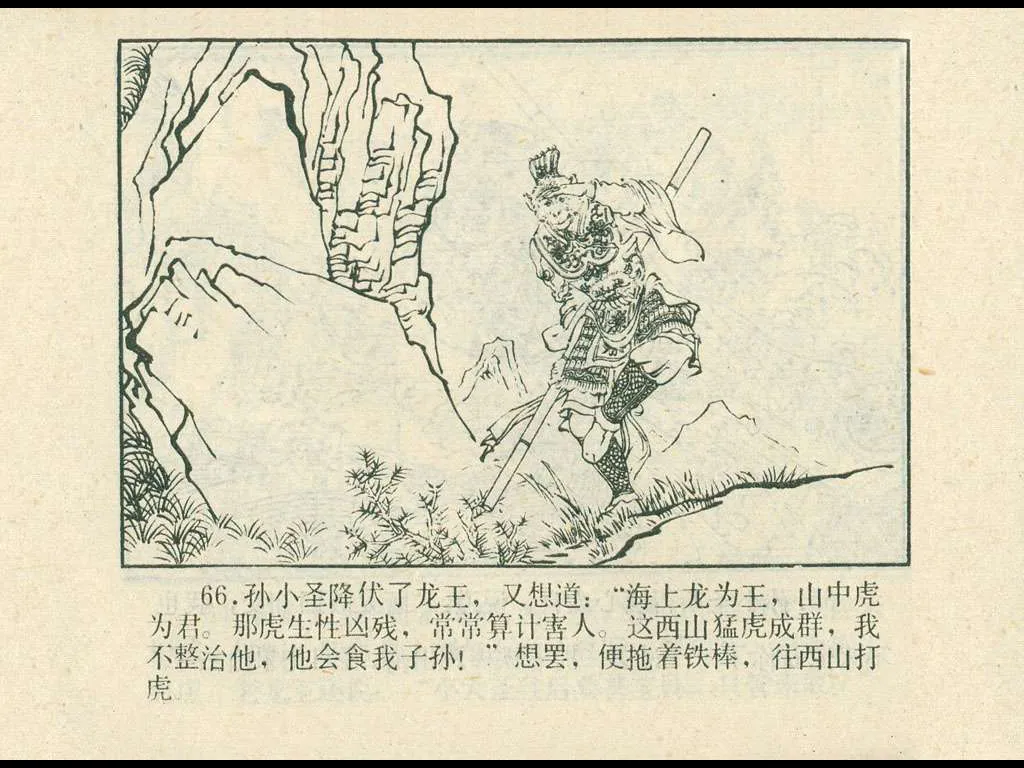 66.孙小圣降伏了龙王，又想道：“海上龙为王，山中虎
为君。那虎生性凶残，常常算计害人。这西山猛虎成群，我
不整治他，他会食我子孙！”想罢，便拖着铁棒，往西山打
虎